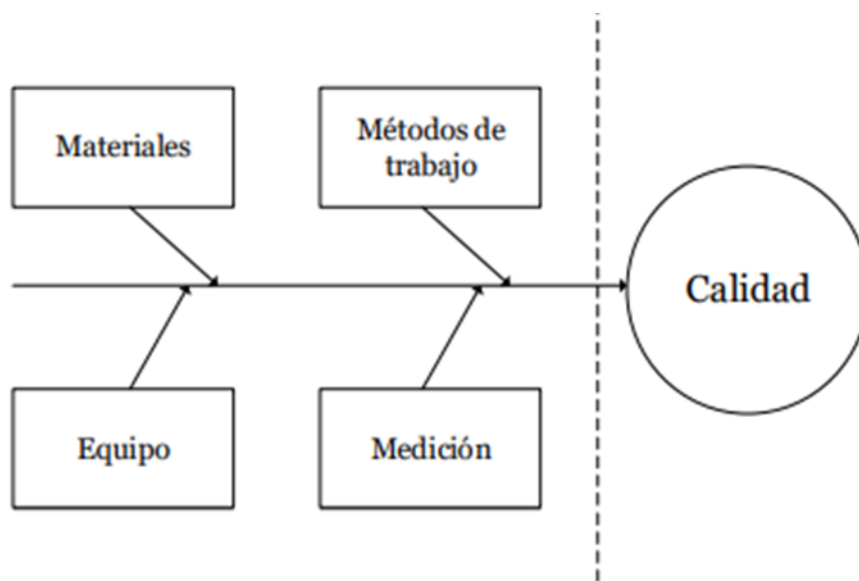 Materiales
Métodos de
trabajo
Calidad
Equipo
Medición